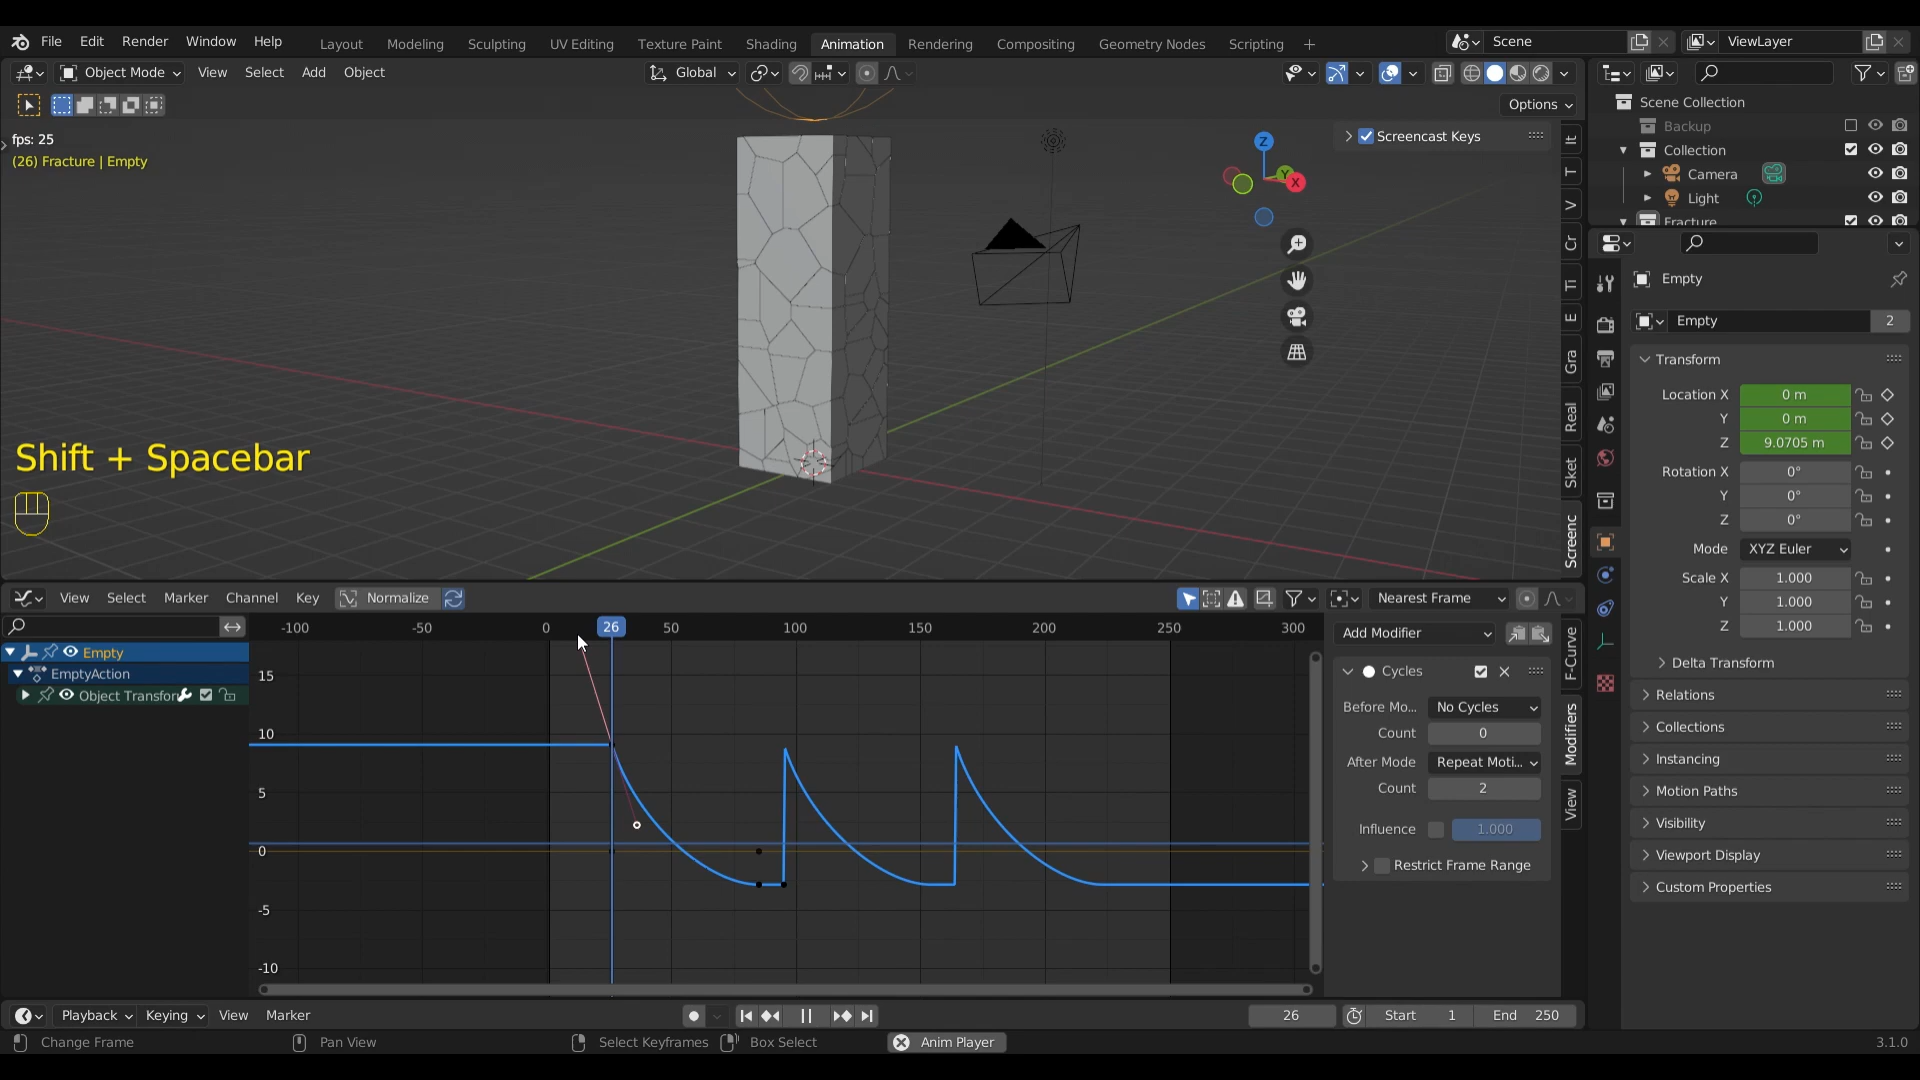 File Edit Render Window Help
Layout Modeling Sculpting UV Editing Texture Paint Shading Animation Rendering Compositing Geometry Nodes Scripting +
Scene ViewLayer
Object Mode View Select Add Object Global
Options
fps: 25
(26) Fracture | Empty
Screencast Keys
Z
Y
X
Shift + Spacebar
It
T
V
Cr
Ti
E
Gra
Real
Sket
Screenc
Scene Collection
Backup
Collection
Camera
Light
Fracture
Empty
Empty 2
Transform
Location X 0 m
Y 0 m
Z 9.0705 m
Rotation X 0°
Y 0°
Z 0°
Mode XYZ Euler
Scale X 1.000
Y 1.000
Z 1.000
Delta Transform
Relations
Collections
Instancing
Motion Paths
Visibility
Viewport Display
Custom Properties
View Select Marker Channel Key Normalize Nearest Frame
-100 -50 0 26 50 100 150 200 250 300
Empty
EmptyAction
Object Transfor
15
10
5
0
-5
-10
Add Modifier
Cycles
Before Mo... No Cycles
Count 0
After Mode Repeat Moti...
Count 2
Influence 1.000
Restrict Frame Range
F-Curve
Modifiers
View
Playback Keying View Marker 26 Start 1 End 250
Change Frame Pan View Select Keyframes Box Select Anim Player 3.1.0